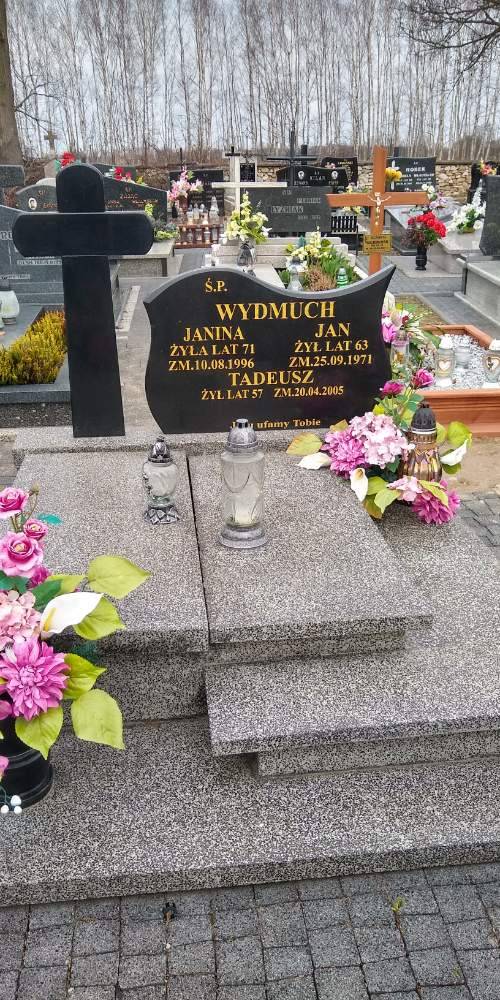 Ś.P.
WYDMUCH
JANINA JAN
ŻYŁA LAT 71 ŻYŁ LAT 63
ZM.10.08.1996 ZM.25.09.1971
TADEUSZ
ŻYŁ LAT 57 ZM.20.04.2005
ufamy Tobie